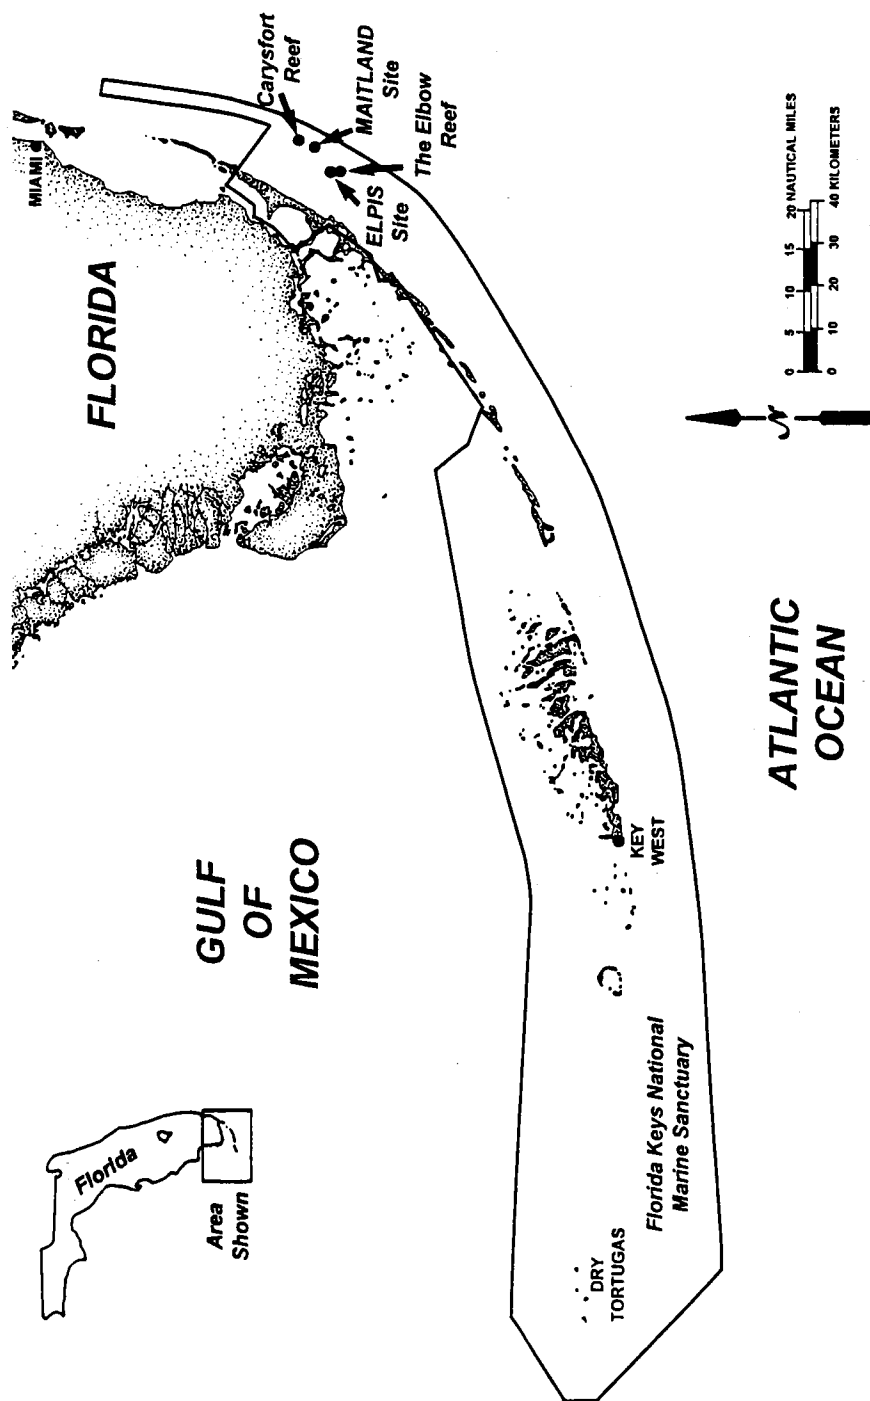 Carysfort
Reef
MAITLAND
Site
The Elbow
Reef
ELPIS
Site
MIAMI
FLORIDA
GULF
OF
MEXICO
Florida
Area
Shown
KEY
WEST
DRY
TORTUGAS
Florida Keys National
Marine Sanctuary
ATLANTIC
OCEAN
N
0 5 10 15 20 NAUTICAL MILES
0 10 20 30 40 KILOMETERS